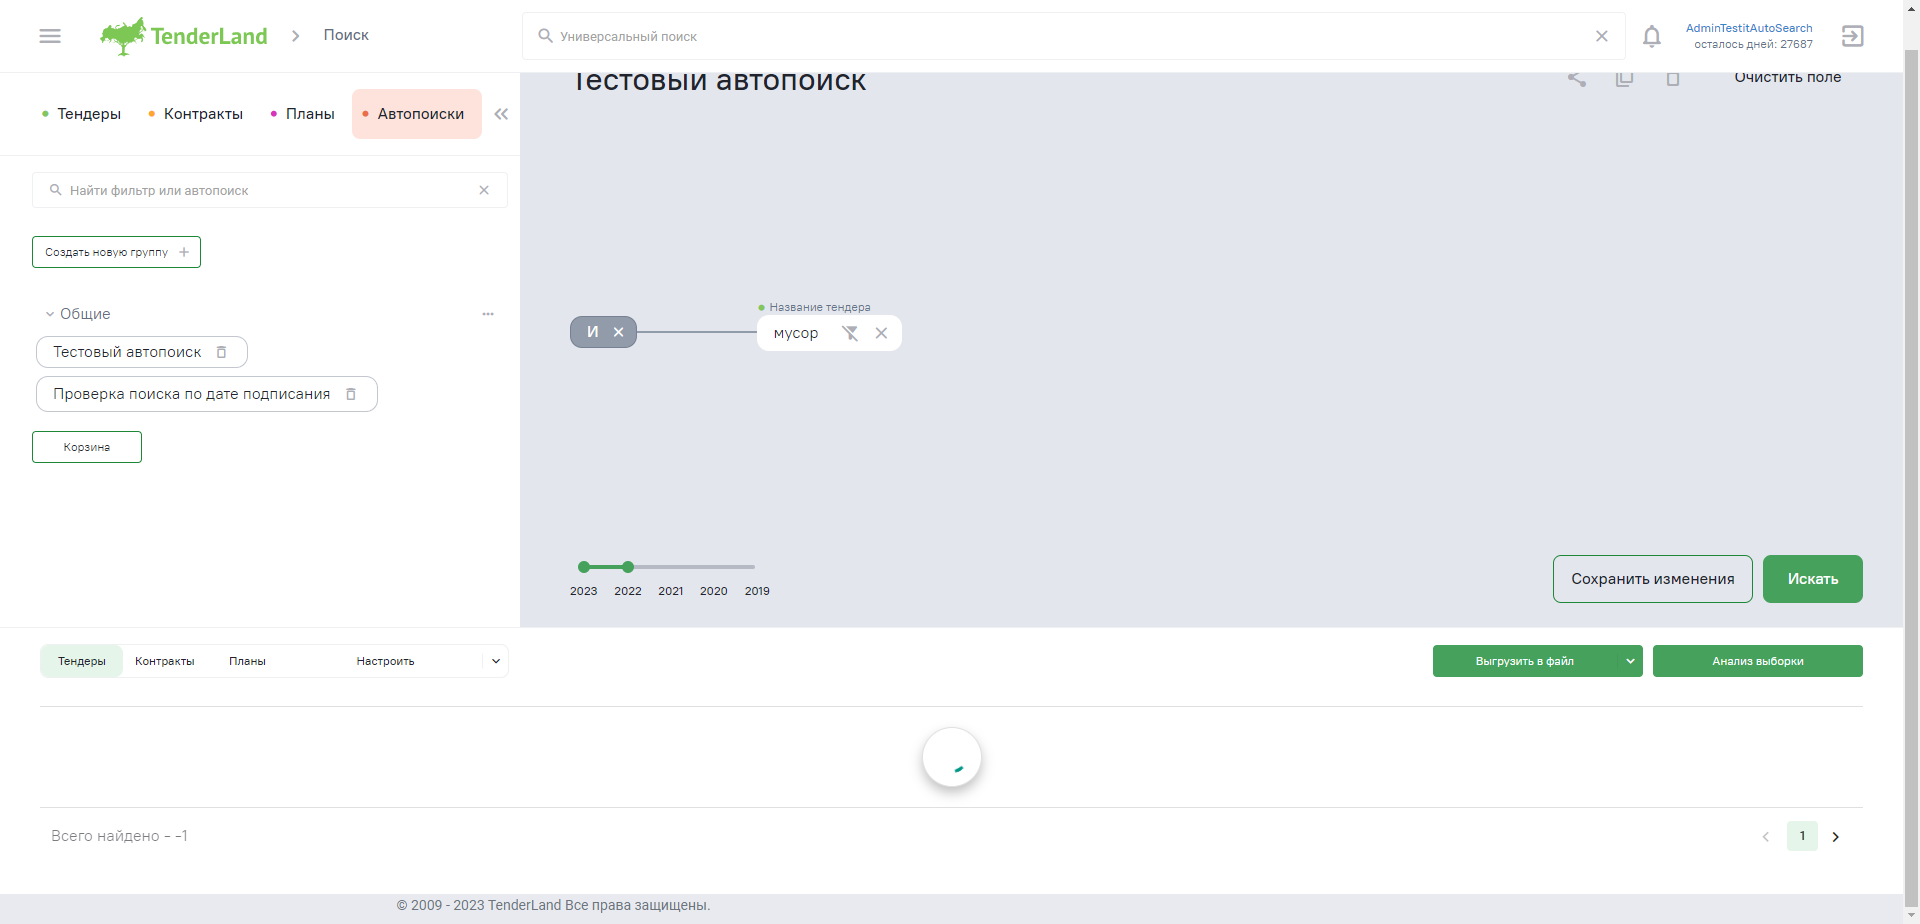 TenderLand
Поиск
Универсальный поиск
AdminTestitAutoSearch
осталось дней: 27687
Тендеры
Контракты
Планы
Автопоиски
Тестовый автопоиск
Очистить поле
Найти фильтр или автопоиск
Создать новую группу
Общие
Тестовый автопоиск
Проверка поиска по дате подписания
Корзина
Название тендера
И
мусор
2023 2022 2021 2020 2019
Сохранить изменения
Искать
Тендеры
Контракты
Планы
Настроить
Выгрузить в файл
Анализ выборки
Всего найдено - -1
1
© 2009 - 2023 TenderLand Все права защищены.